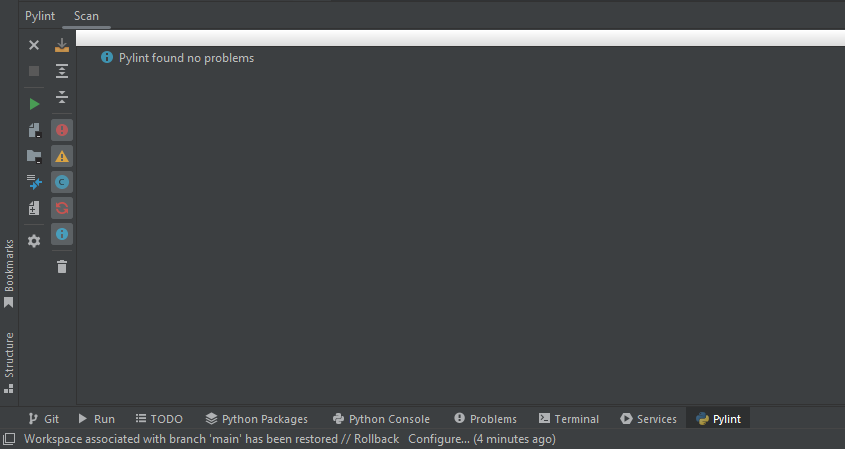 Pylint Scan
Pylint found no problems
Bookmarks
Structure
Git Run TODO Python Packages Python Console Problems Terminal Services Pylint
Workspace associated with branch 'main' has been restored // Rollback Configure... (4 minutes ago)